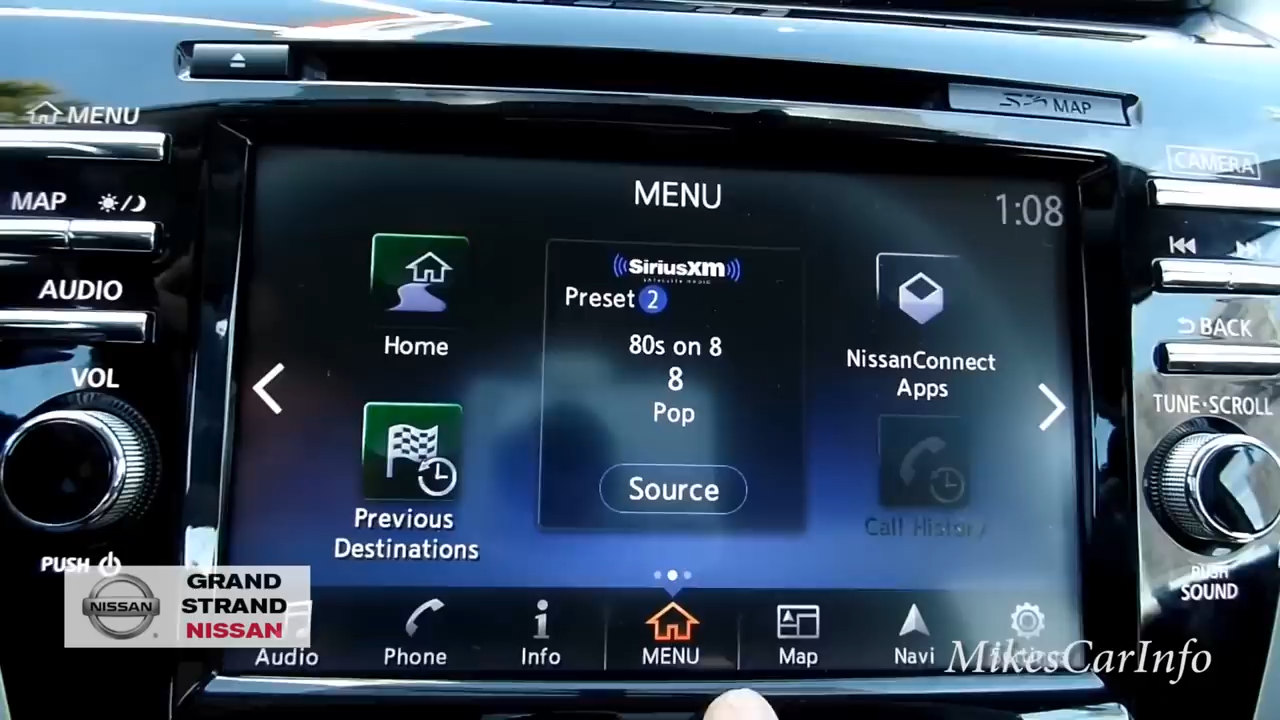 MAP
MENU
MENU
CAMERA
MAP
1:08
SiriusXM
SATELLITE RADIO
Preset 2
AUDIO
80s on 8
Home
8
NissanConnect
Apps
BACK
VOL
Pop
TUNE·SCROLL
Source
Previous
Destinations
Call History
PUSH
PUSH
SOUND
NISSAN
GRAND
STRAND
NISSAN
Audio
Phone
Info
MENU
Map
Navi
MikesCarInfo